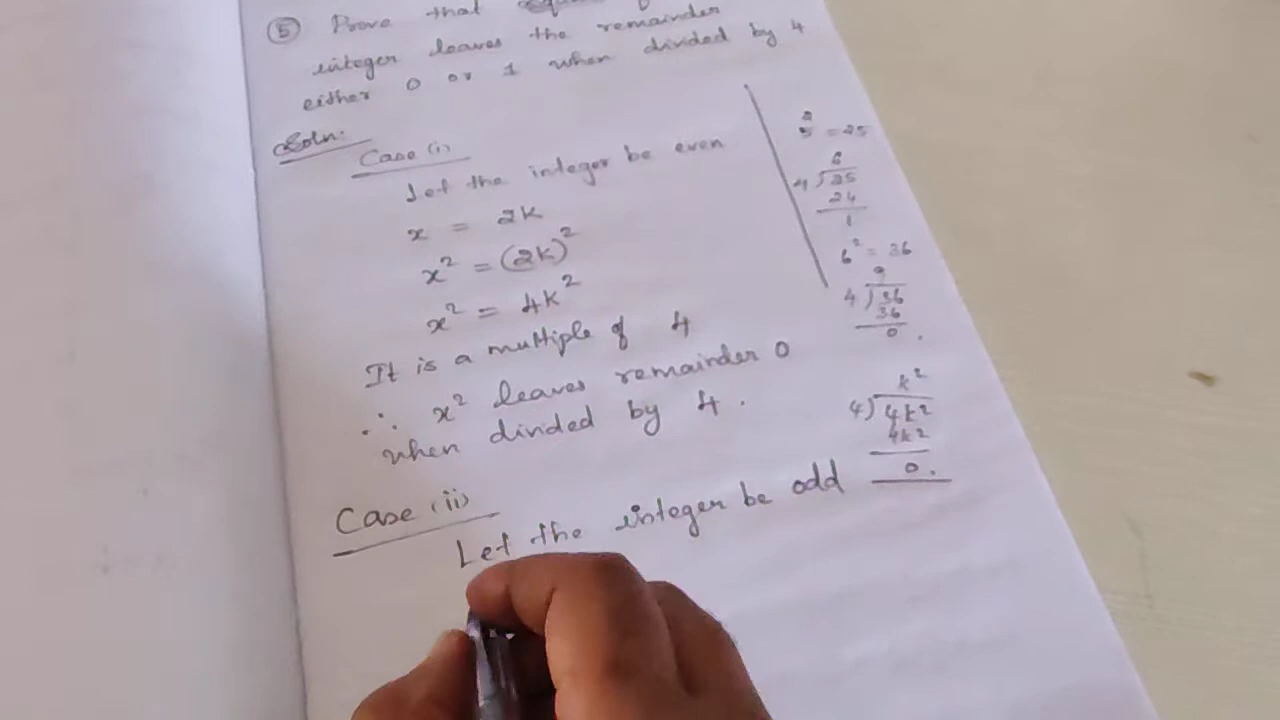 ⑤ Prove that square
integer leaves the remainder
either 0 or 1 when divided by 4
Soln:
Case (i)
Let the integer be even
x = 2k
x² = (2k)²
x² = 4k²
It is a multiple of 4
∴ x² leaves remainder 0
when divided by 4.
Case (ii)
Let the integer be odd
5² = 25
6
4)25
24
1
6² = 36
9
4)36
36
0.
k²
4)4k²
4k²
0.